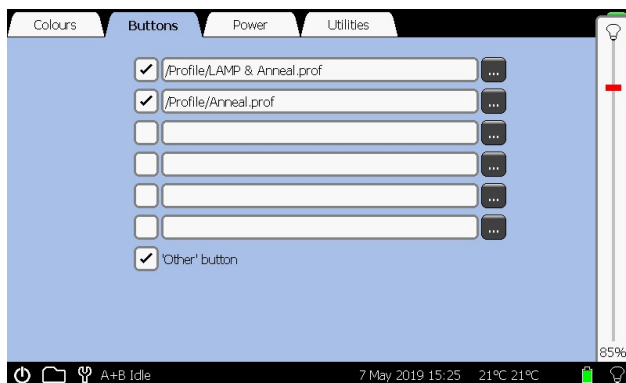 Colours Buttons Power Utilities
/Profile/LAMP & Anneal.prof ...
/Profile/Anneal.prof ...
...
...
...
...
'Other' button
85%
A+B Idle 7 May 2019 15:25 21°C 21°C